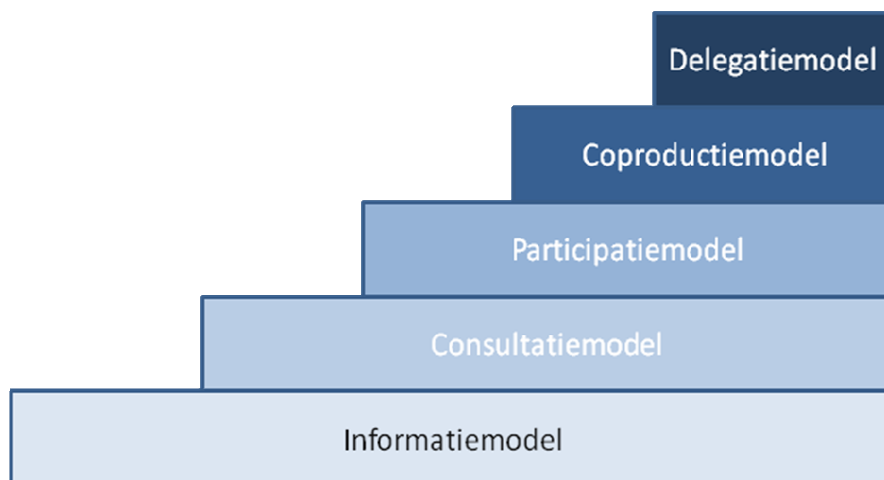 Delegatiemodel
Coproductiemodel
Participatiemodel
Consultatiemodel
Informatiemodel